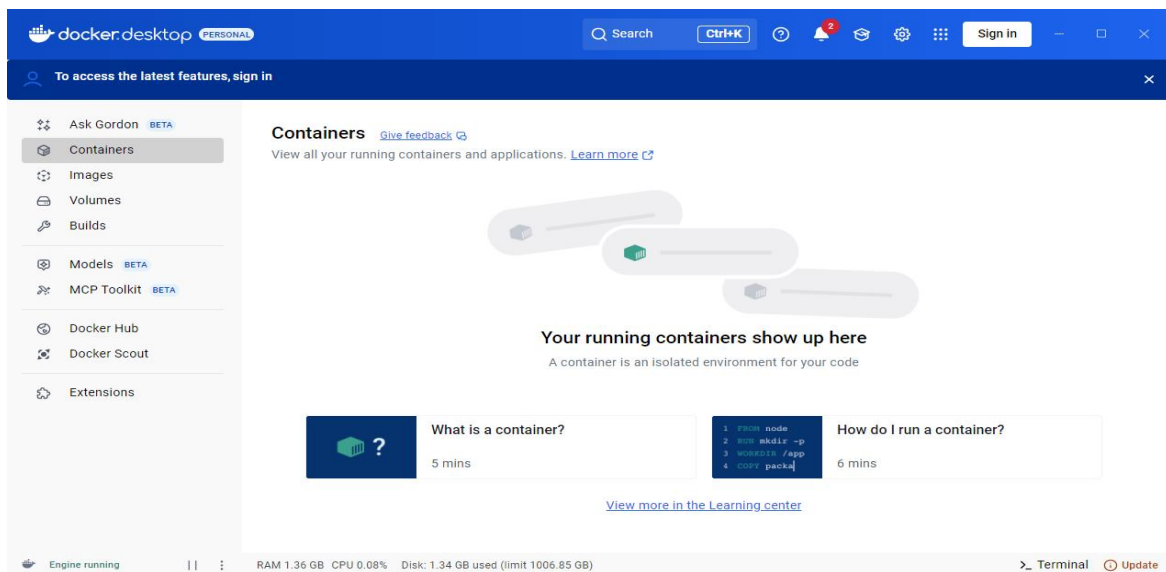 docker.desktop PERSONAL
Search Ctrl+K
2
Sign in
To access the latest features, sign in
Ask Gordon BETA
Containers
Images
Volumes
Builds
Models BETA
MCP Toolkit BETA
Docker Hub
Docker Scout
Extensions
Containers Give feedback
View all your running containers and applications. Learn more
Your running containers show up here
A container is an isolated environment for your code
?
What is a container?
5 mins
1 FROM node
2 RUN mkdir -p
3 WORKDIR /app
4 COPY packa
How do I run a container?
6 mins
View more in the Learning center
Engine running
RAM 1.36 GB CPU 0.08% Disk: 1.34 GB used (limit 1006.85 GB)
>_ Terminal
Update